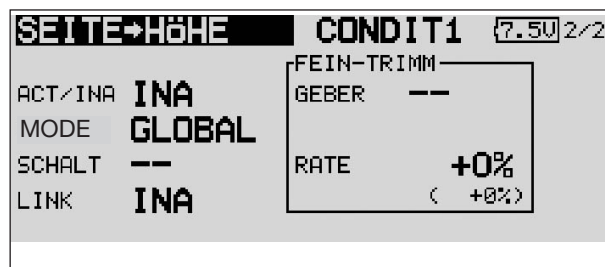 SEITE➔HöHE CONDIT1 7.5V 2/2
FEIN-TRIMM
ACT/INA INA GEBER --
MODE GLOBAL
SCHALT -- RATE +0%
LINK INA ( +0%)